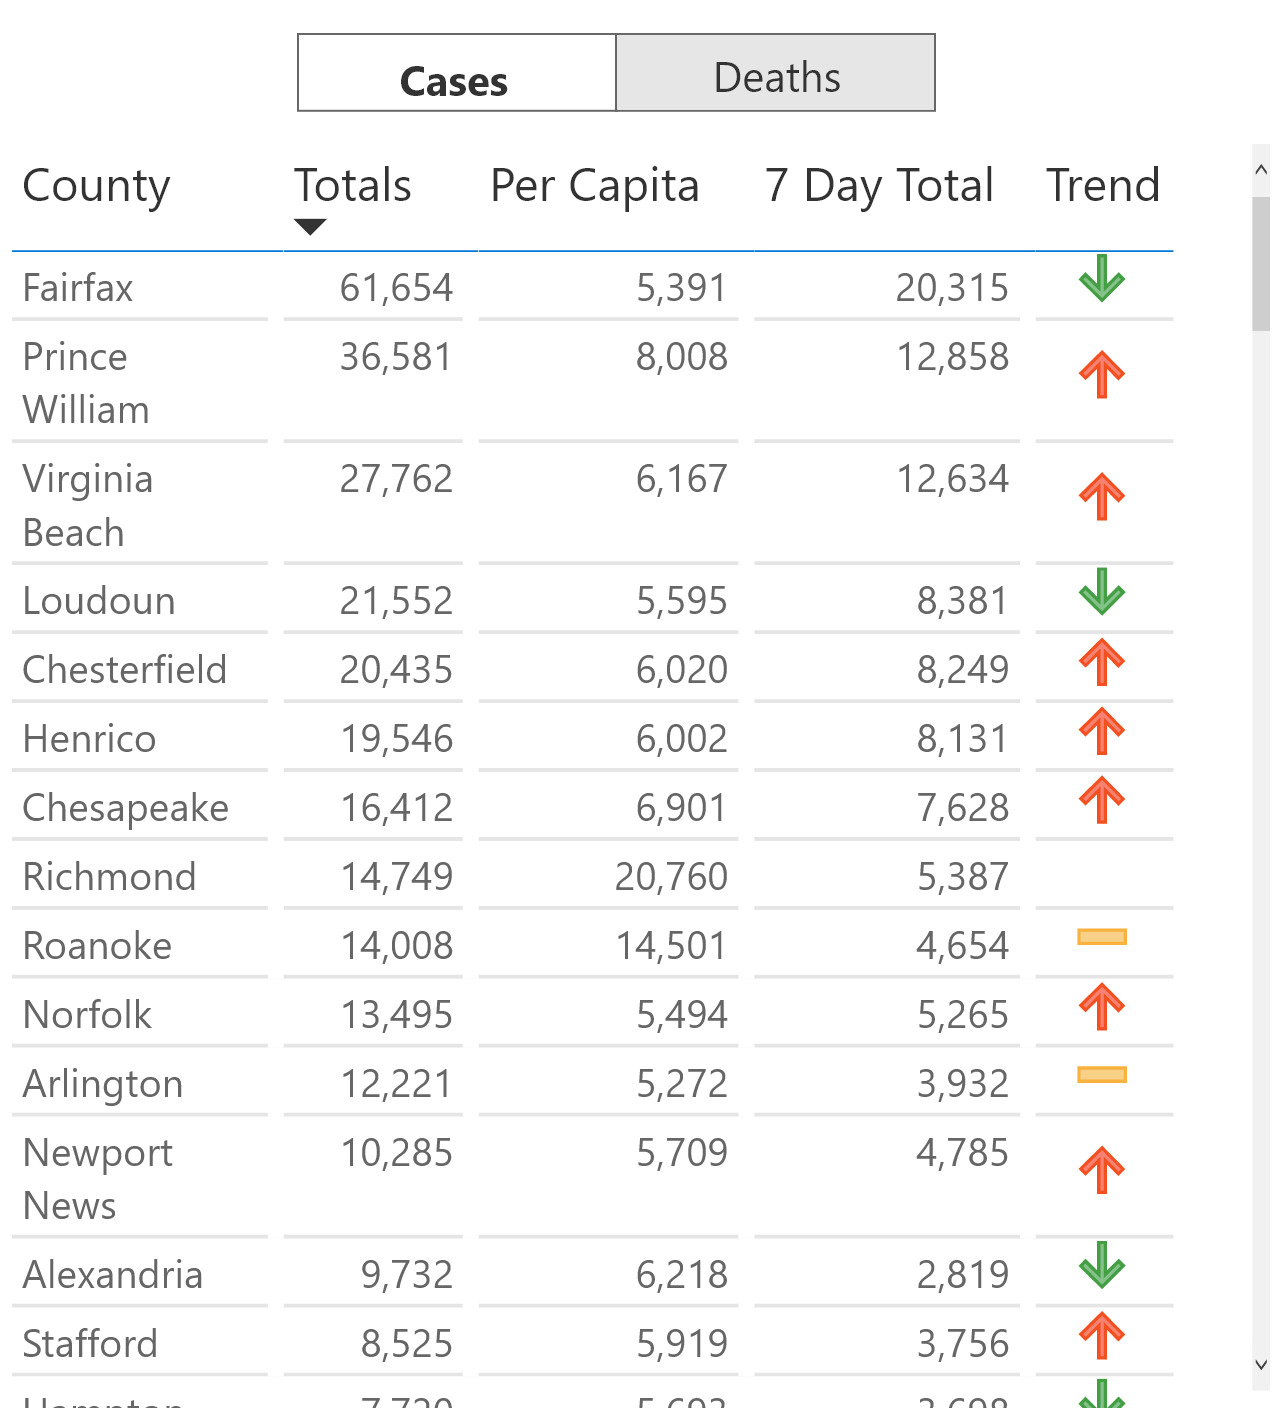 Cases Deaths
County Totals Per Capita 7 Day Total Trend
Fairfax 61,654 5,391 20,315
Prince 36,581 8,008 12,858
William
Virginia 27,762 6,167 12,634
Beach
Loudoun 21,552 5,595 8,381
Chesterfield 20,435 6,020 8,249
Henrico 19,546 6,002 8,131
Chesapeake 16,412 6,901 7,628
Richmond 14,749 20,760 5,387
Roanoke 14,008 14,501 4,654
Norfolk 13,495 5,494 5,265
Arlington 12,221 5,272 3,932
Newport 10,285 5,709 4,785
News
Alexandria 9,732 6,218 2,819
Stafford 8,525 5,919 3,756